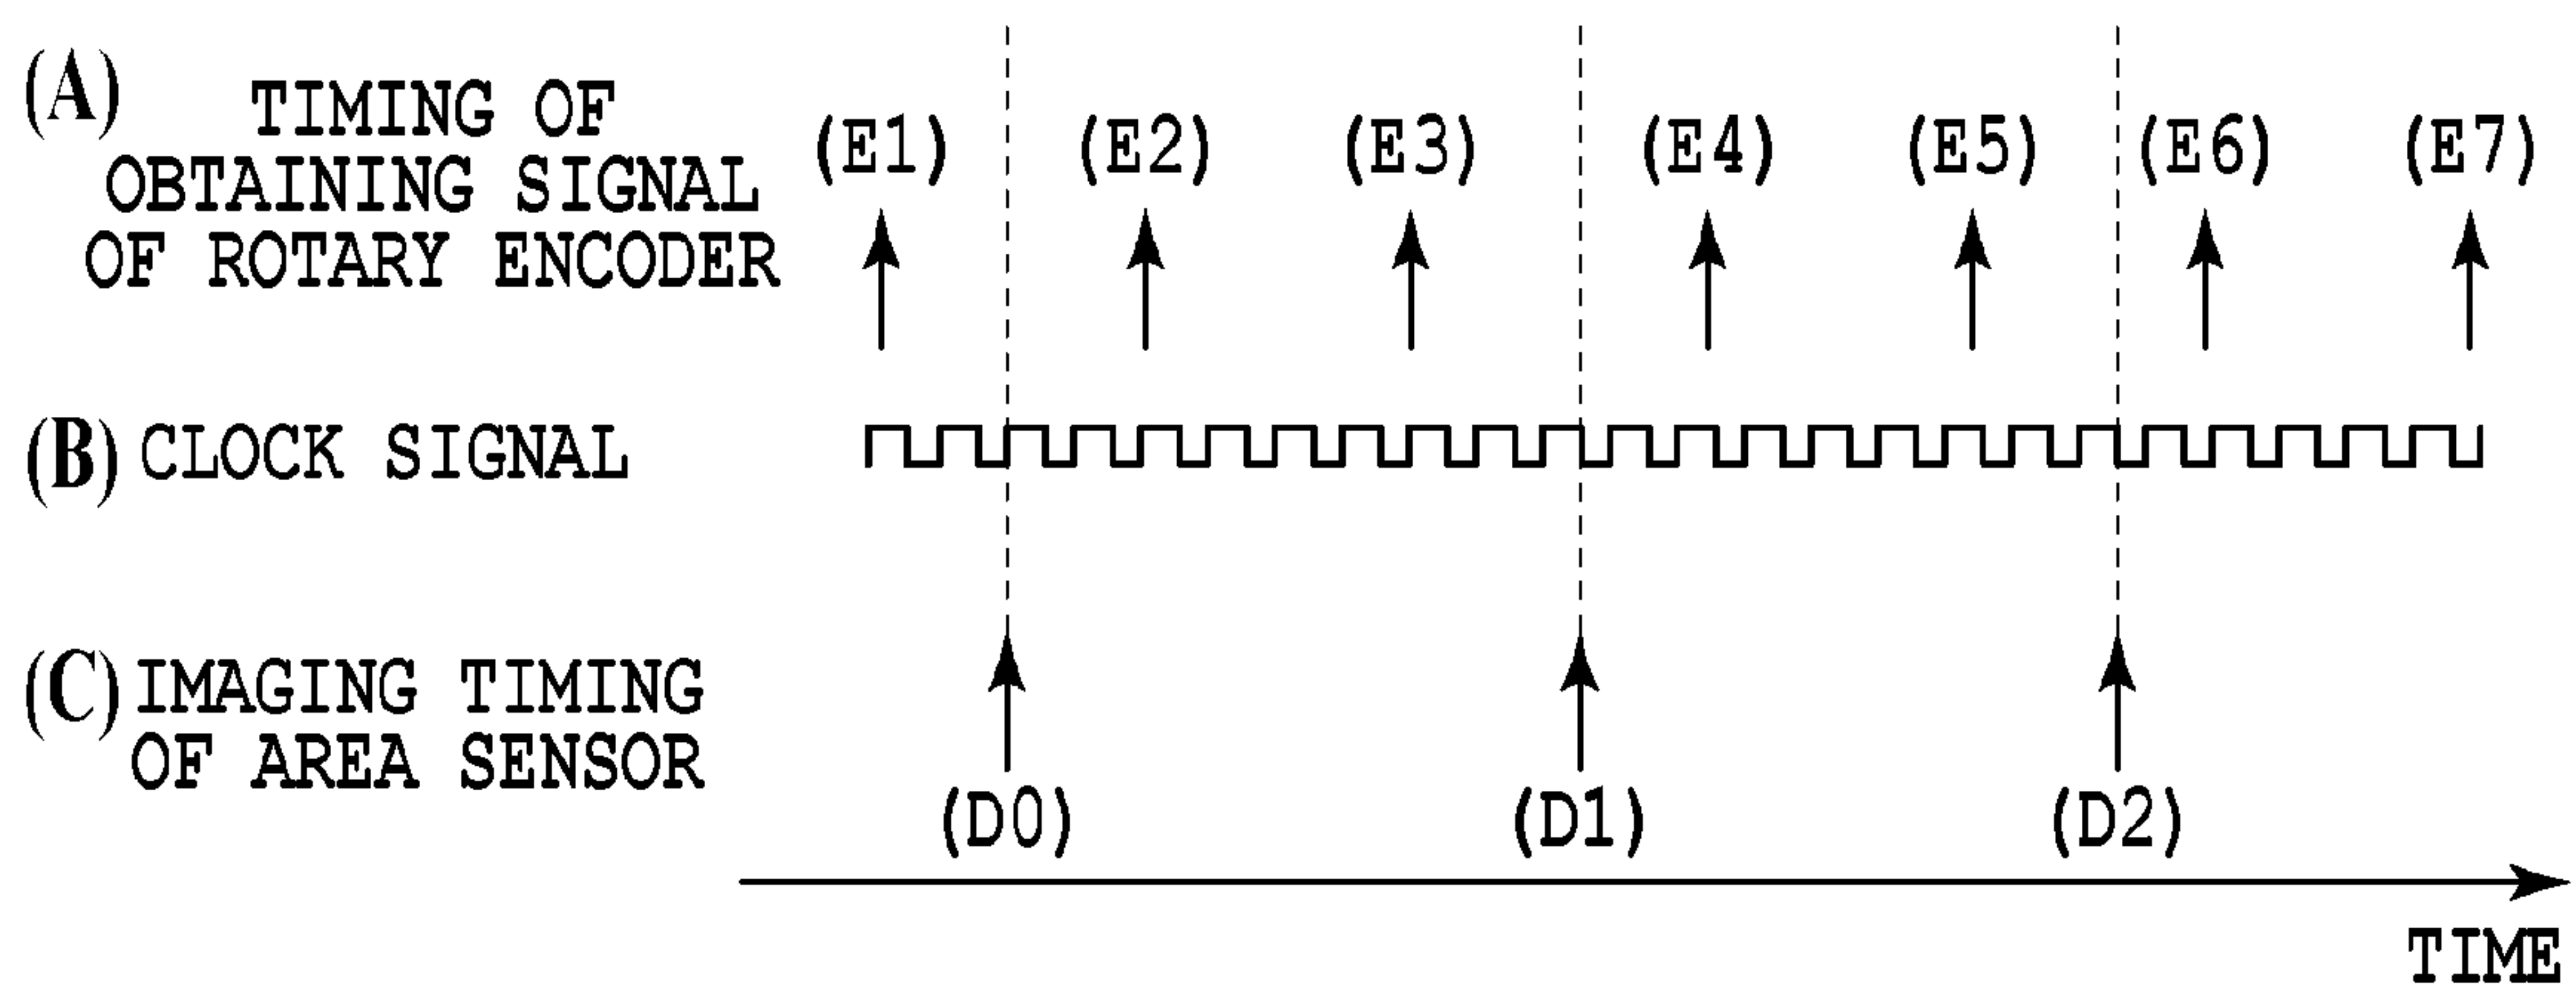 (A) TIMING OF
OBTAINING SIGNAL
OF ROTARY ENCODER
(E1) (E2) (E3) (E4) (E5) (E6) (E7)
(B) CLOCK SIGNAL
(C) IMAGING TIMING
OF AREA SENSOR
(D0) (D1) (D2)
TIME